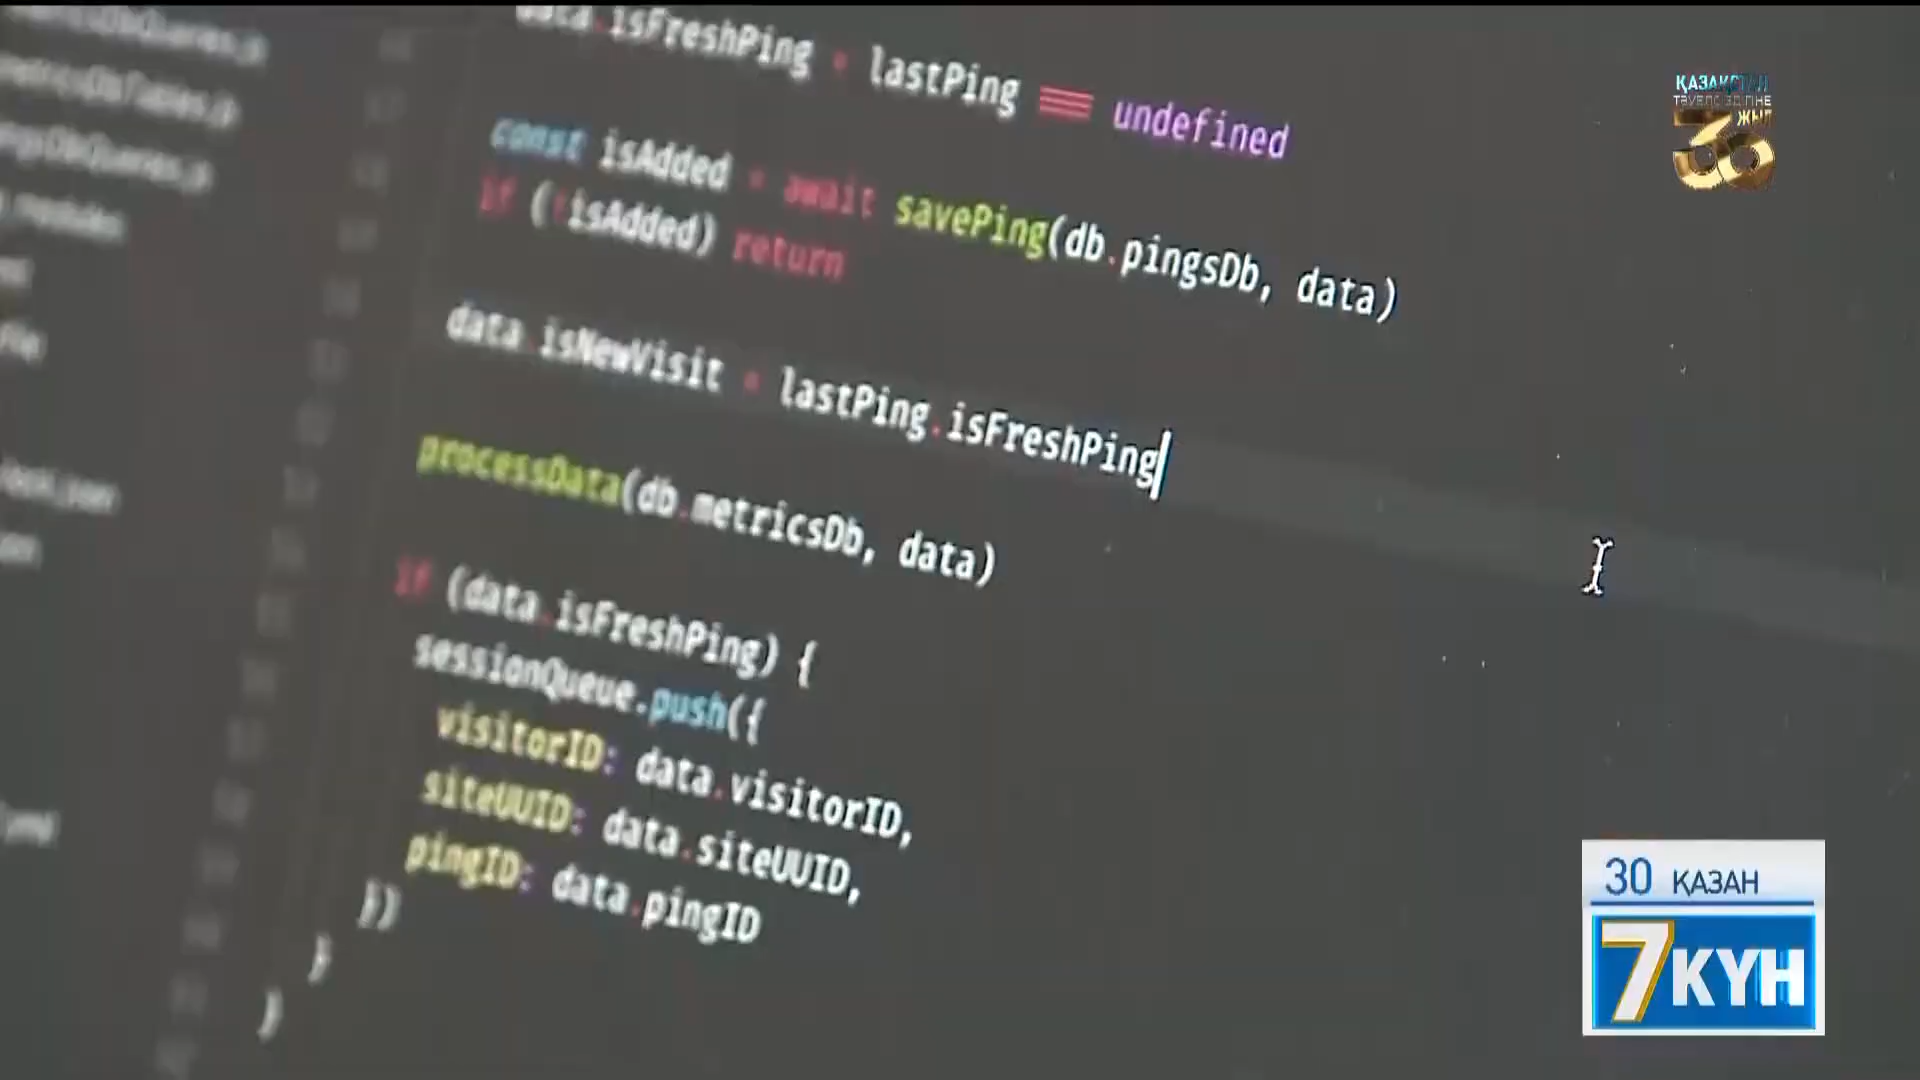 data.isFreshPing = lastPing === undefined
const isAdded = await savePing(db.pingsDb, data)
if (!isAdded) return
data.isNewVisit = lastPing.isFreshPing
processData(db.metricsDb, data)
if (data.isFreshPing) {
sessionQueue.push({
visitorID: data.visitorID,
siteUUID: data.siteUUID,
pingID: data.pingID
})
}
}
ҚАЗАҚСТАН
ТӘУЕЛСІЗДІГІНЕ
30 ЖЫЛ
30 ҚАЗАН
7КҮН